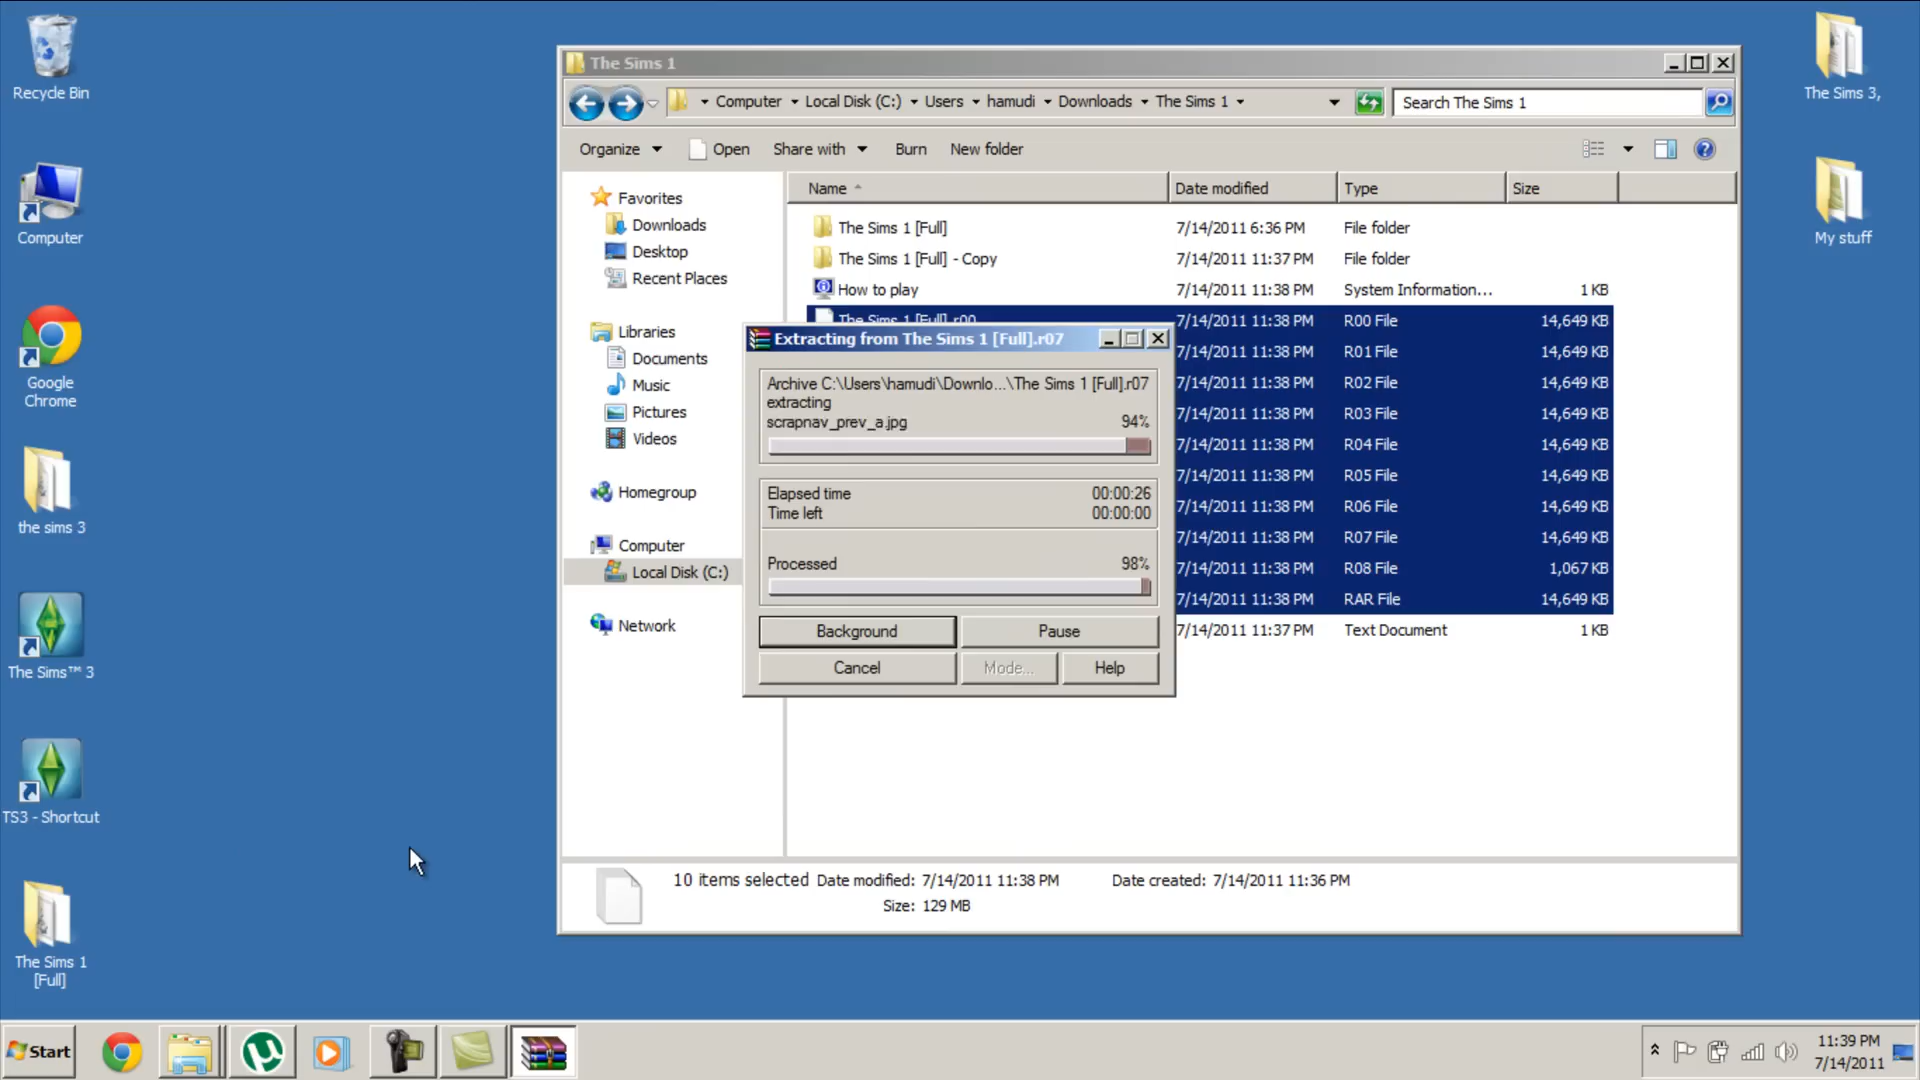 Recycle Bin
Computer
Google
Chrome
the sims 3
The Sims™ 3
TS3 - Shortcut
The Sims 1
[Full]
The Sims 3,
My stuff
The Sims 1
Computer Local Disk (C:) Users hamudi Downloads The Sims 1
Search The Sims 1
Organize Open Share with Burn New folder
Favorites
Downloads
Desktop
Recent Places
Libraries
Documents
Music
Pictures
Videos
Homegroup
Computer
Local Disk (C:)
Network
Name Date modified Type Size
The Sims 1 [Full] 7/14/2011 6:36 PM File folder
The Sims 1 [Full] - Copy 7/14/2011 11:37 PM File folder
How to play 7/14/2011 11:38 PM System Information... 1 KB
The Sims 1 [Full].r00 7/14/2011 11:38 PM R00 File 14,649 KB
7/14/2011 11:38 PM R01 File 14,649 KB
7/14/2011 11:38 PM R02 File 14,649 KB
7/14/2011 11:38 PM R03 File 14,649 KB
7/14/2011 11:38 PM R04 File 14,649 KB
7/14/2011 11:38 PM R05 File 14,649 KB
7/14/2011 11:38 PM R06 File 14,649 KB
7/14/2011 11:38 PM R07 File 14,649 KB
7/14/2011 11:38 PM R08 File 1,067 KB
7/14/2011 11:38 PM RAR File 14,649 KB
7/14/2011 11:37 PM Text Document 1 KB
Extracting from The Sims 1 [Full].r07
Archive C:\Users\hamudi\Downlo...\The Sims 1 [Full].r07
extracting
scrapnav_prev_a.jpg 94%
Elapsed time 00:00:26
Time left 00:00:00
Processed 98%
Background Pause
Cancel Mode... Help
10 items selected Date modified: 7/14/2011 11:38 PM Date created: 7/14/2011 11:36 PM
Size: 129 MB
Start
11:39 PM
7/14/2011